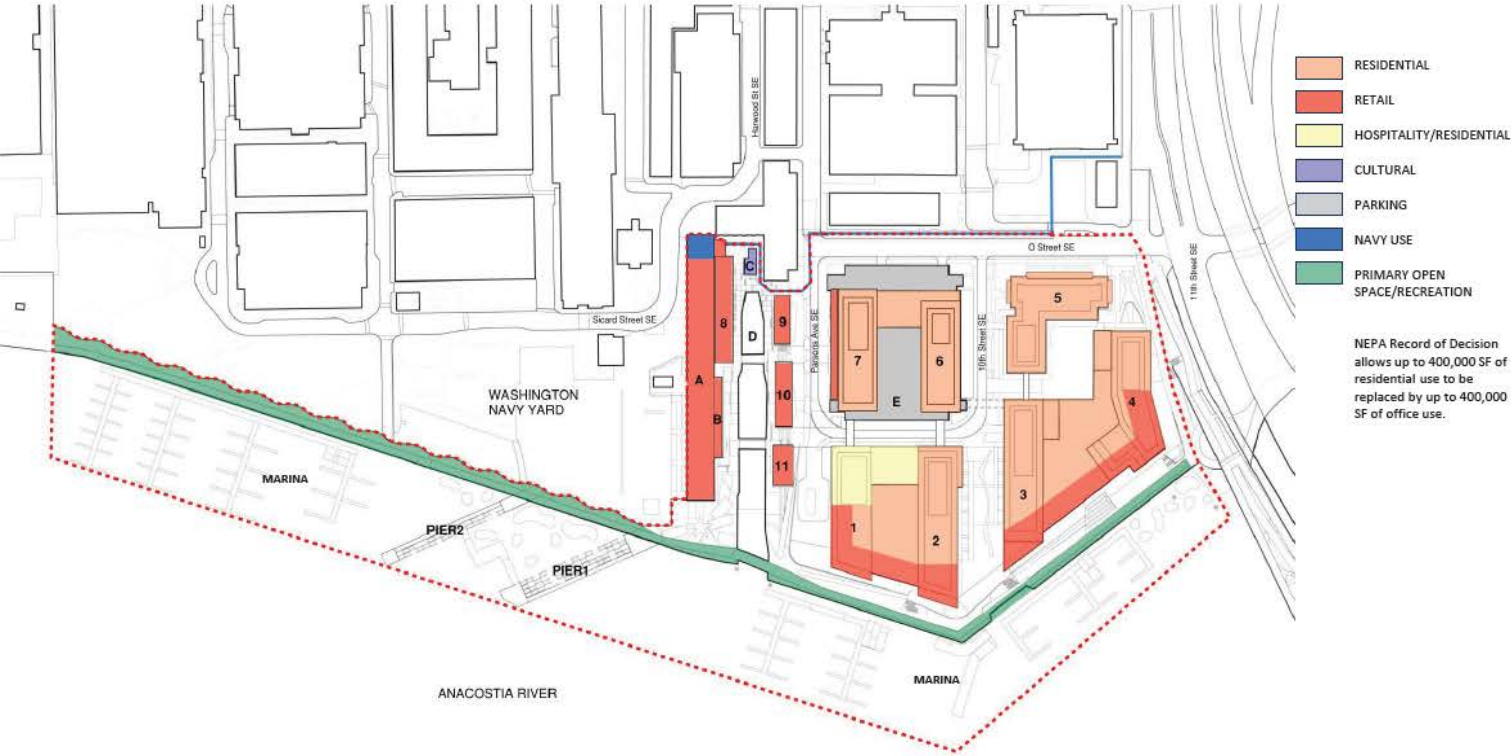 RESIDENTIAL
RETAIL
HOSPITALITY/RESIDENTIAL
CULTURAL
PARKING
NAVY USE
PRIMARY OPEN
SPACE/RECREATION
NEPA Record of Decision
allows up to 400,000 SF of
residential use to be
replaced by up to 400,000
SF of office use.
Harwood St SE
O Street SE
11th Street SE
C
5
Sicard Street SE
8
9
D
Parsons Ave SE
10th Street SE
7
6
A
10
E
4
WASHINGTON
NAVY YARD
B
11
MARINA
3
1
2
PIER2
PIER1
MARINA
ANACOSTIA RIVER